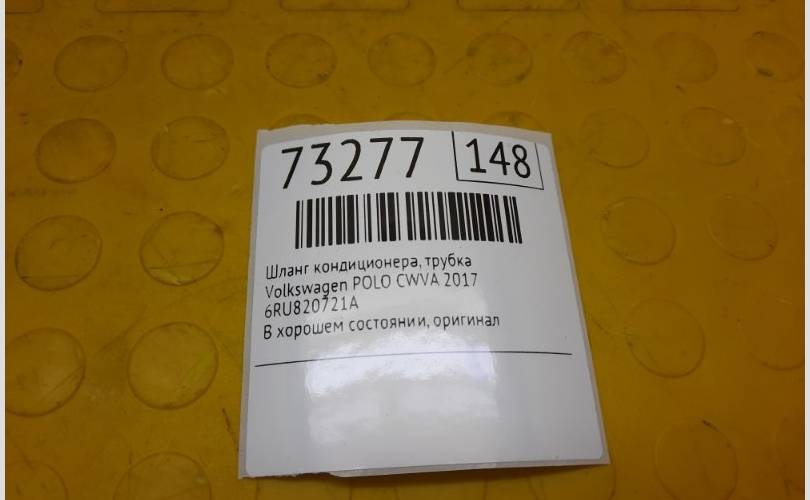 73277 148
Шланг кондиционера, трубка
Volkswagen POLO CWVA 2017
6RU820721A
В хорошем состоянии, оригинал